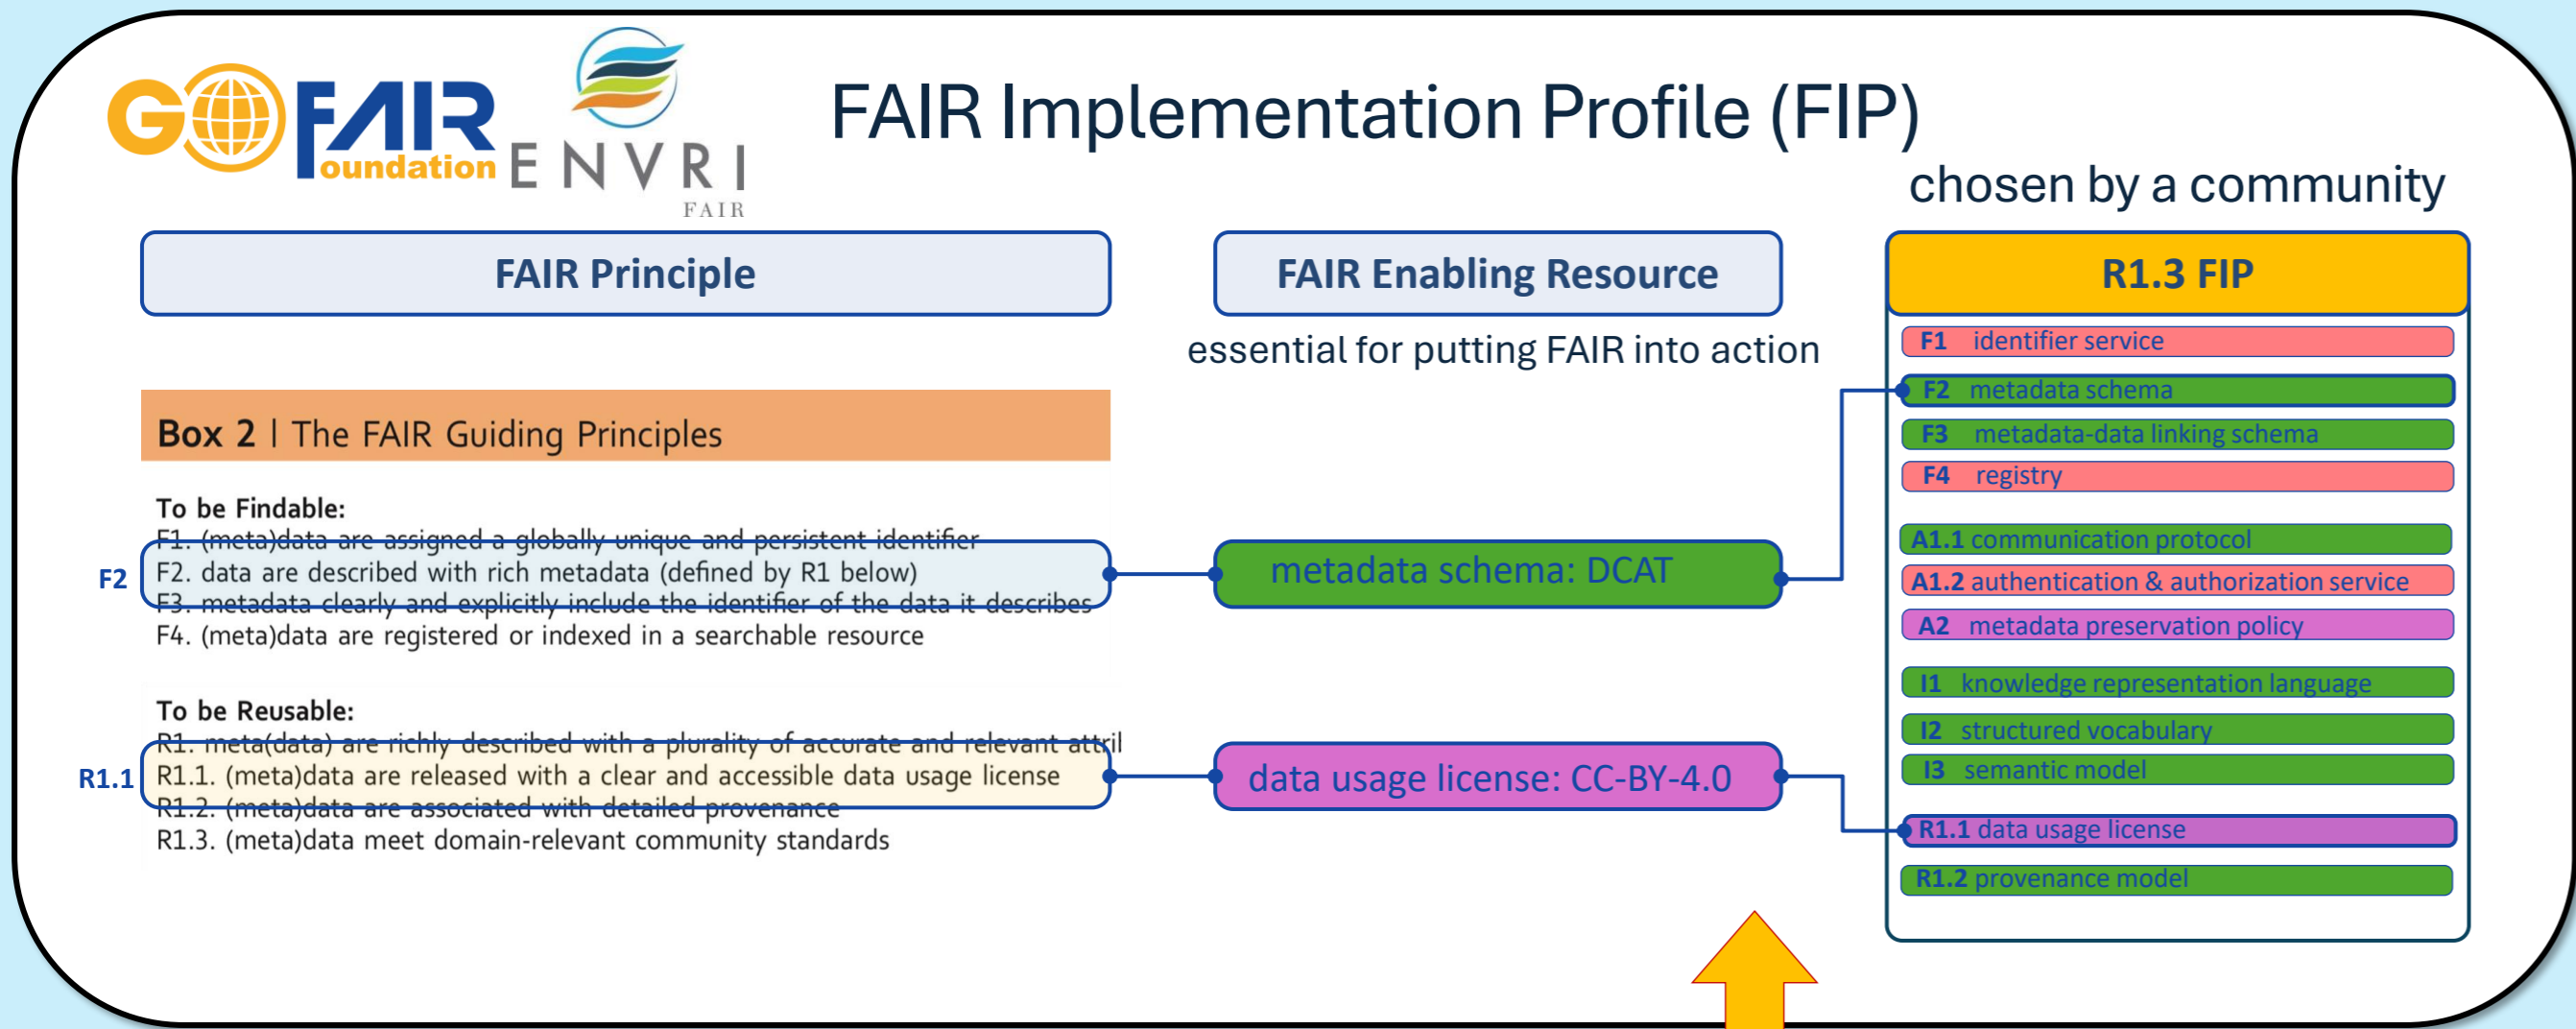 GO FAIR
Foundation
ENVRI
FAIR
FAIR Implementation Profile (FIP)
chosen by a community
FAIR Principle
FAIR Enabling Resource
essential for putting FAIR into action
R1.3 FIP
Box 2 | The FAIR Guiding Principles
To be Findable:
F1. (meta)data are assigned a globally unique and persistent identifier
F2
F2. data are described with rich metadata (defined by R1 below)
F3. metadata clearly and explicitly include the identifier of the data it describes
F4. (meta)data are registered or indexed in a searchable resource
To be Reusable:
R1. meta(data) are richly described with a plurality of accurate and relevant attril
R1.1
R1.1. (meta)data are released with a clear and accessible data usage license
R1.2. (meta)data are associated with detailed provenance
R1.3. (meta)data meet domain-relevant community standards
metadata schema: DCAT
data usage license: CC-BY-4.0
F1 identifier service
F2 metadata schema
F3 metadata-data linking schema
F4 registry
A1.1 communication protocol
A1.2 authentication & authorization service
A2 metadata preservation policy
I1 knowledge representation language
I2 structured vocabulary
I3 semantic model
R1.1 data usage license
R1.2 provenance model